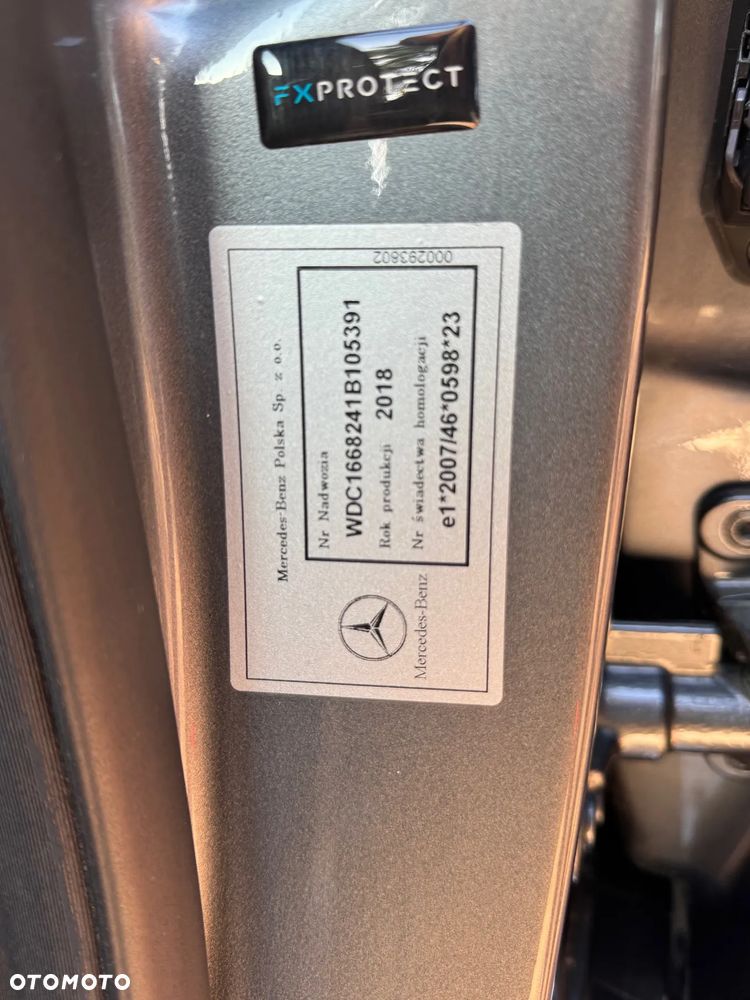 FXPROTECT
000293802
Mercedes-Benz Polska Sp. z o.o.
Nr Nadwozia
WDC1668241B105391
Rok produkcji 2018
Nr świadectwa homologacji
e1*2007/46*0598*23
Mercedes-Benz
OTOMOTO